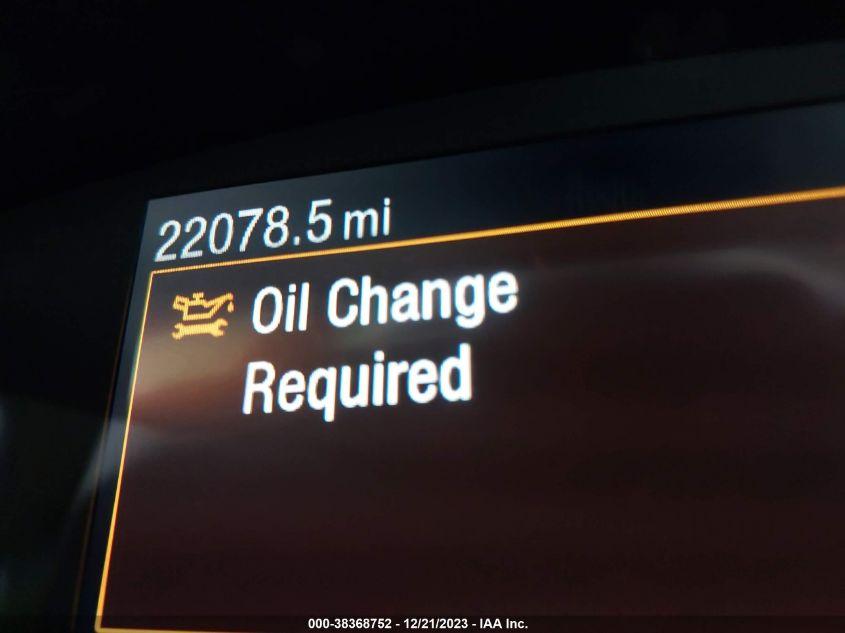 22078.5 mi
Oil Change
Required
000-38368752 - 12/21/2023 - IAA Inc.